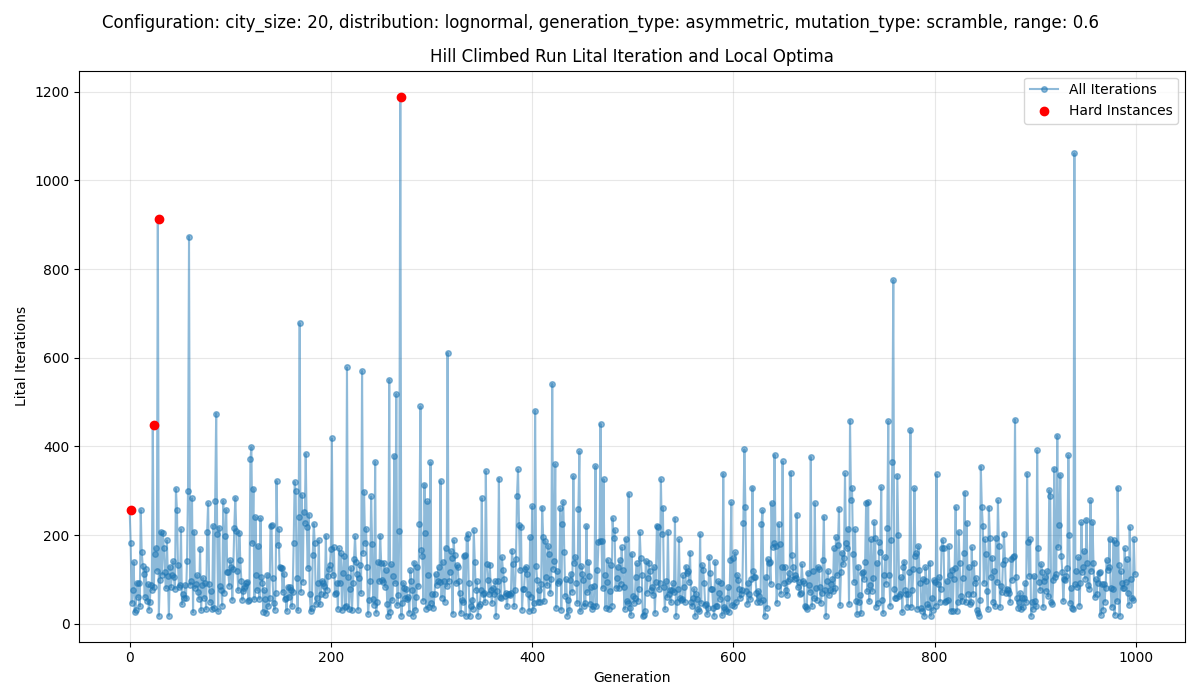 Configuration: city_size: 20, distribution: lognormal, generation_type: asymmetric, mutation_type: scramble, range: 0.6
Hill Climbed Run Lital Iteration and Local Optima
All Iterations
Hard Instances
1200
1000
800
600
400
200
0
Lital Iterations
0 200 400 600 800 1000
Generation